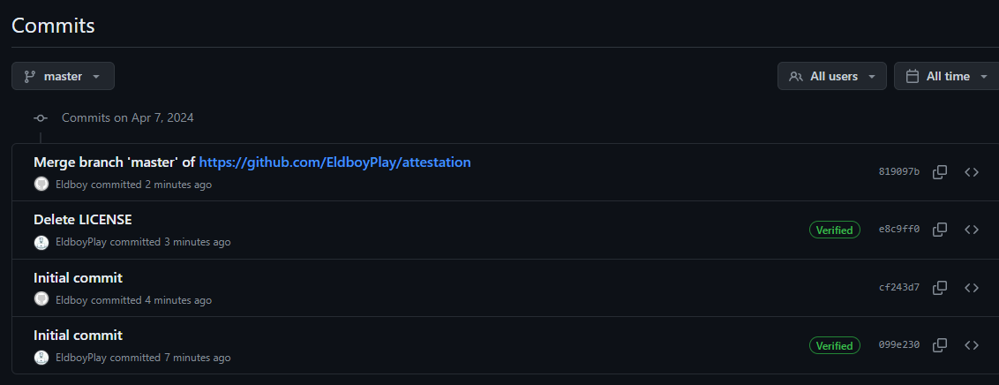 Commits
master
All users
All time
Commits on Apr 7, 2024
Merge branch 'master' of https://github.com/EldboyPlay/attestation
Eldboy committed 2 minutes ago
819097b
Delete LICENSE
EldboyPlay committed 3 minutes ago
Verified
e8c9ff0
Initial commit
Eldboy committed 4 minutes ago
cf243d7
Initial commit
EldboyPlay committed 7 minutes ago
Verified
099e230